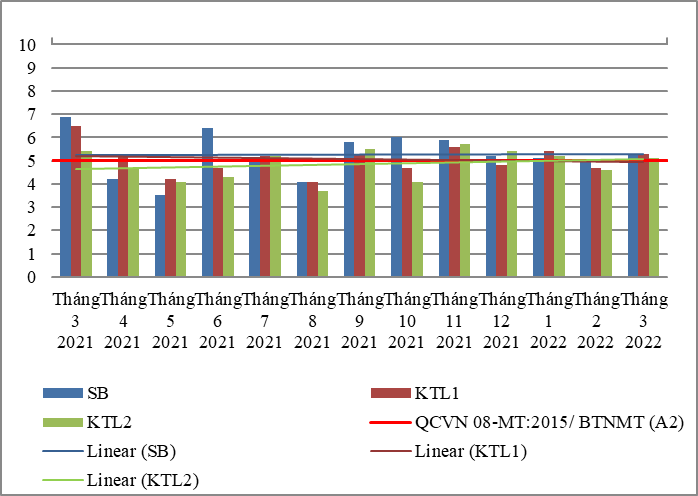 10
9
8
7
6
5
4
3
2
1
0
Tháng Tháng Tháng Tháng Tháng Tháng Tháng Tháng Tháng Tháng Tháng Tháng Tháng
3 4 5 6 7 8 9 10 11 12 1 2 3
2021 2021 2021 2021 2021 2021 2021 2021 2021 2021 2022 2022 2022
SB KTL1
KTL2 QCVN 08-MT:2015/ BTNMT (A2)
Linear (SB) Linear (KTL1)
Linear (KTL2)